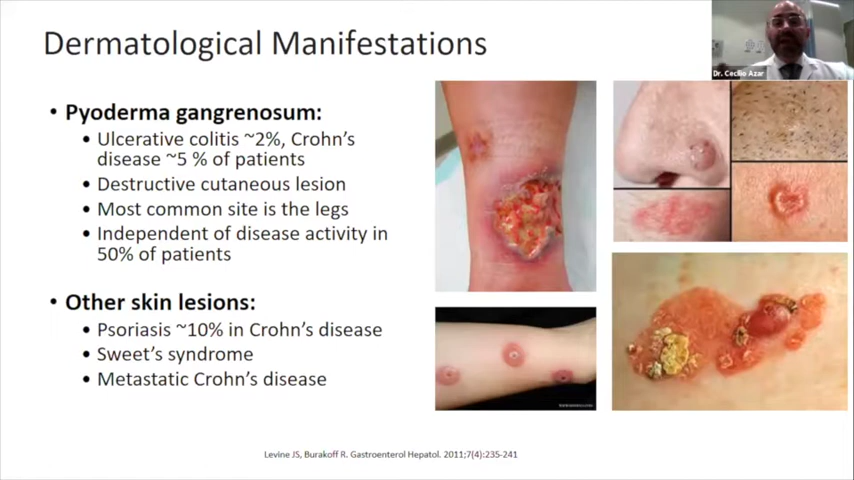 Dermatological Manifestations
Dr. Cecilio Azar
• Pyoderma gangrenosum:
• Ulcerative colitis ~2%, Crohn's
disease ~5 % of patients
• Destructive cutaneous lesion
• Most common site is the legs
• Independent of disease activity in
50% of patients
• Other skin lesions:
• Psoriasis ~10% in Crohn's disease
• Sweet's syndrome
• Metastatic Crohn's disease
Levine JS, Burakoff R. Gastroenterol Hepatol. 2011;7(4):235-241